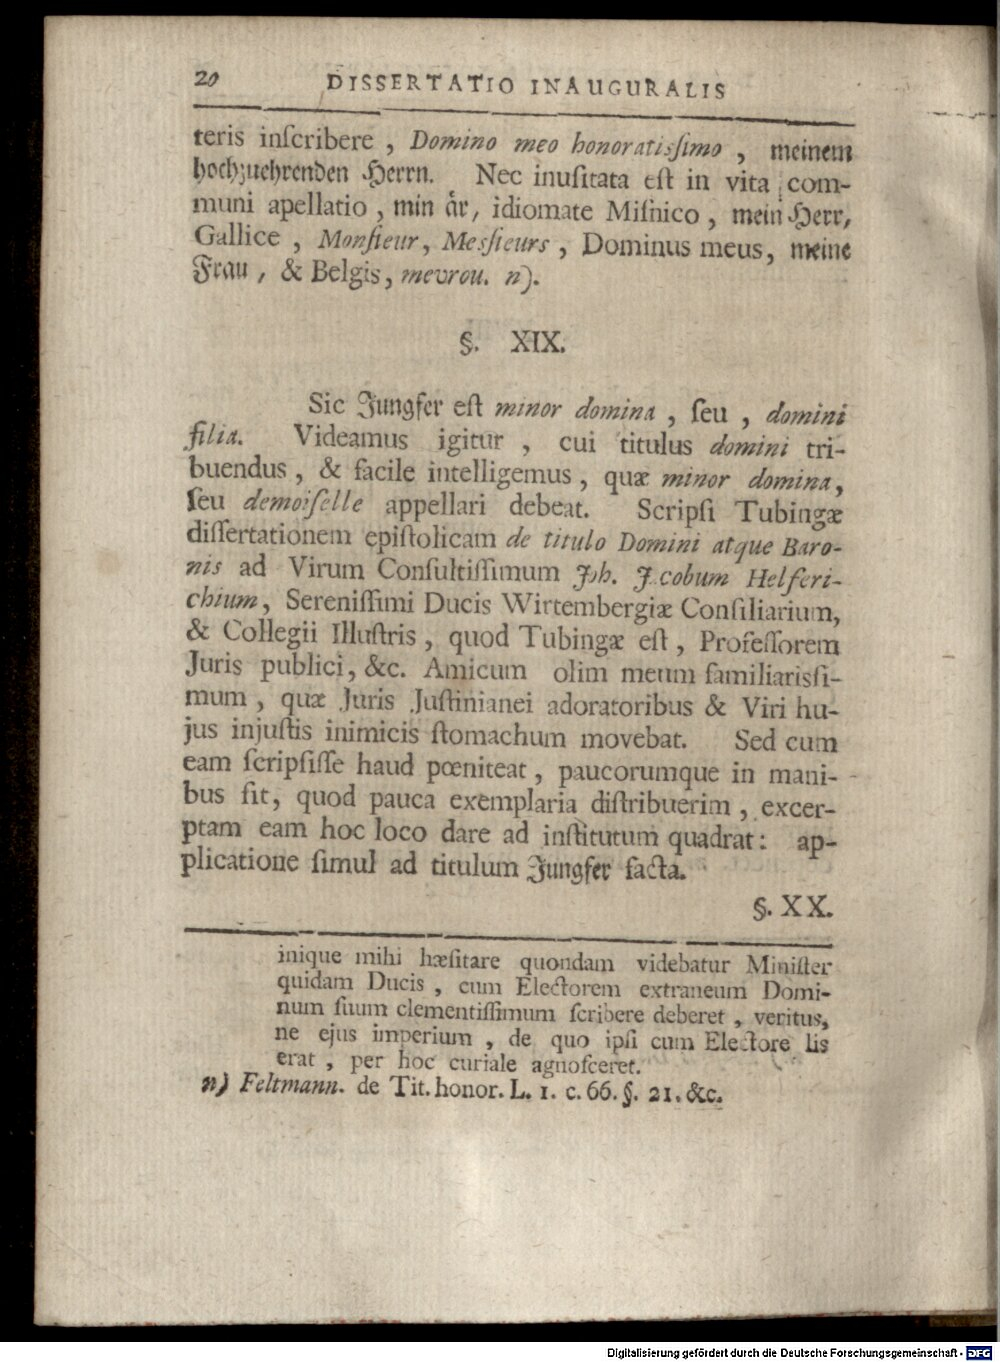 20 DISSERTATIO INAUGURALIS
teris inſcribere , Domino meo honoratiſſimo , meinem
hochzuehrenden Herrn. Nec inuſitata eſt in vita com-
muni apellatio , min år, idiomate Miſnico , mein Herr,
Gallice , Monſieur, Mesſieurs , Dominus meus, meine
Frau , & Belgis, mevrou. n).
§. XIX.
Sic Jungfer eſt minor domina , ſeu , domini
filia. Videamus igitur , cui titulus domini tri-
buendus , & facile intelligemus , quæ minor domina,
ſeu demoiſelle appellari debeat. Scripſi Tubingæ
diſſertationem epiſtolicam de titulo Domini atque Baro-
nis ad Virum Conſultiſſimum Joh. Jacobum Helferi-
chium, Sereniſſimi Ducis Wirtembergiæ Conſiliarium,
& Collegii Illuſtris , quod Tubingæ eſt , Profeſſorem
Juris publici, &c. Amicum olim meum familiarisſi-
mum , quæ Juris Juſtinianei adoratoribus & Viri hu-
jus injuſtis inimicis ſtomachum movebat. Sed cum
eam ſcripſiſſe haud pœniteat , paucorumque in mani-
bus ſit, quod pauca exemplaria diſtribuerim , excer-
ptam eam hoc loco dare ad inſtitutum quadrat: ap-
plicatione ſimul ad titulum Jungfer facta.
§. XX.
inique mihi hæſitare quondam videbatur Miniſter
quidam Ducis , cum Electorem extraneum Domi-
num ſuum clementiſſimum ſcribere deberet , veritus,
ne ejus imperium , de quo ipſi cum Electore lis
erat , per hoc curiale agnoſceret.
n) Feltmann. de Tit. honor. L. 1. c. 66. §. 21. &c.
Digitalisierung gefördert durch die Deutsche Forschungsgemeinschaft - DFG